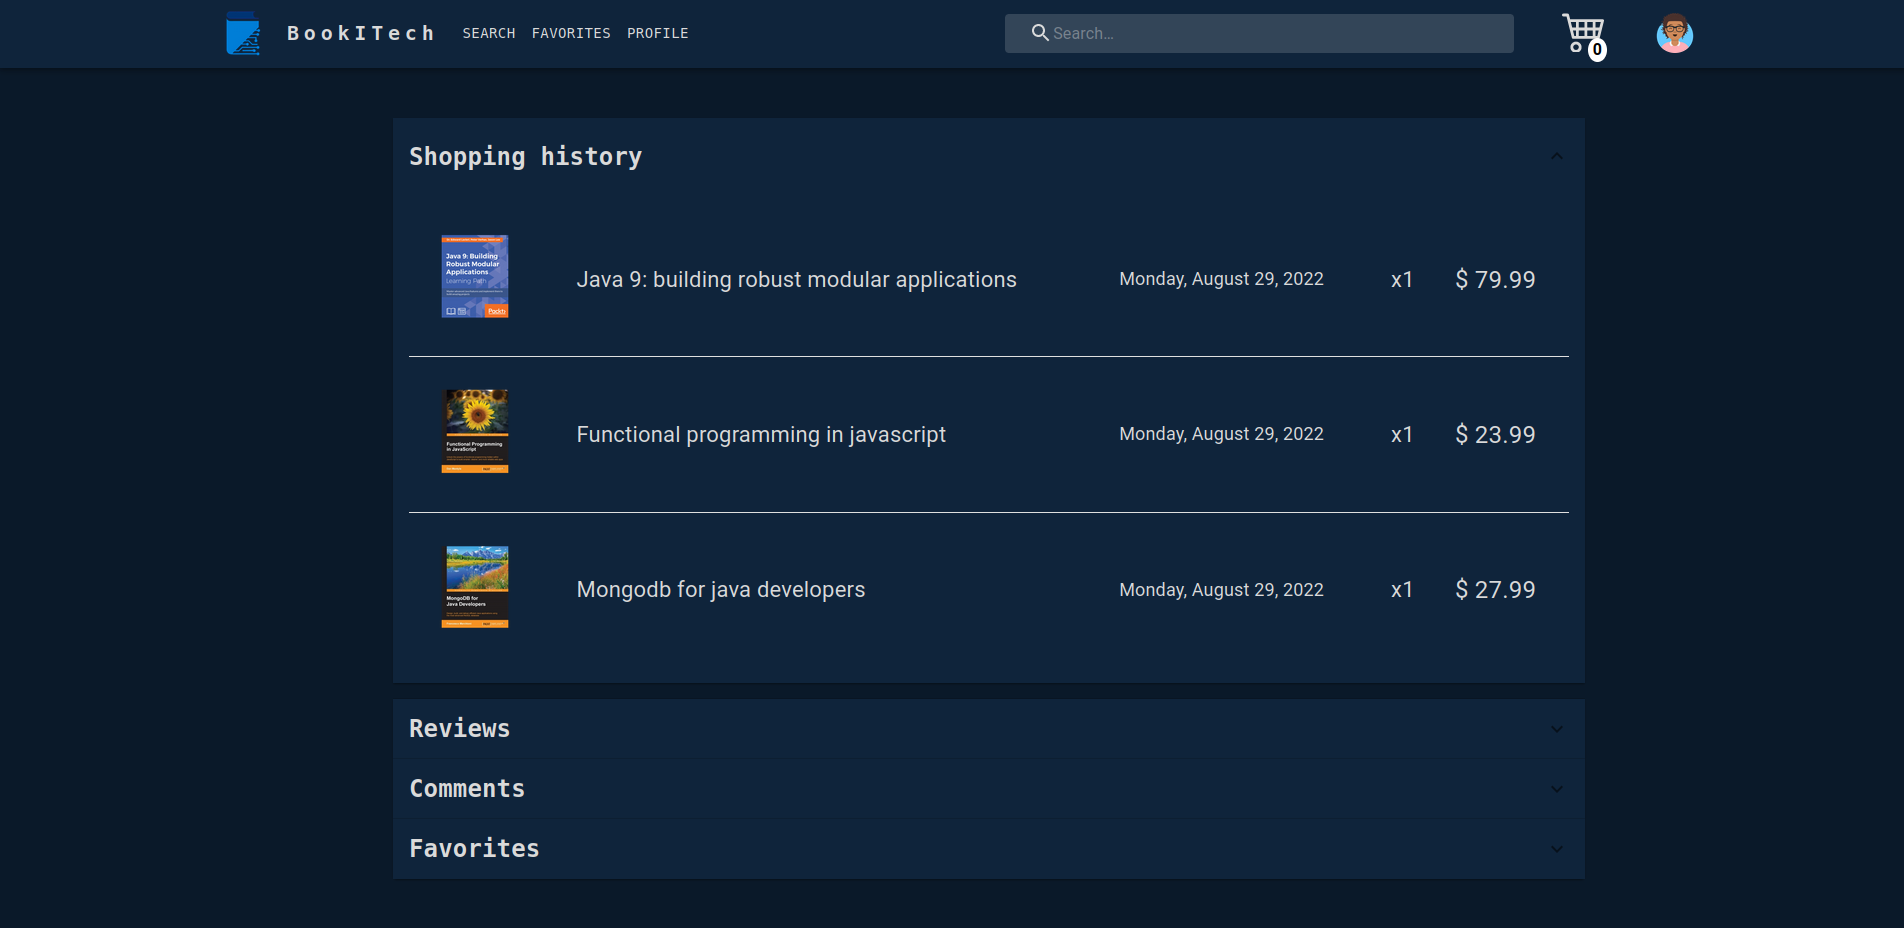 BookITech SEARCH FAVORITES PROFILE Search... 0
Shopping history
Java 9: Building
Robust Modular
Applications
Learning Path
Packt
Java 9: building robust modular applications Monday, August 29, 2022 x1 $ 79.99
Functional Programming
in JavaScript
Functional programming in javascript Monday, August 29, 2022 x1 $ 23.99
MongoDB for
Java Developers
Mongodb for java developers Monday, August 29, 2022 x1 $ 27.99
Reviews
Comments
Favorites